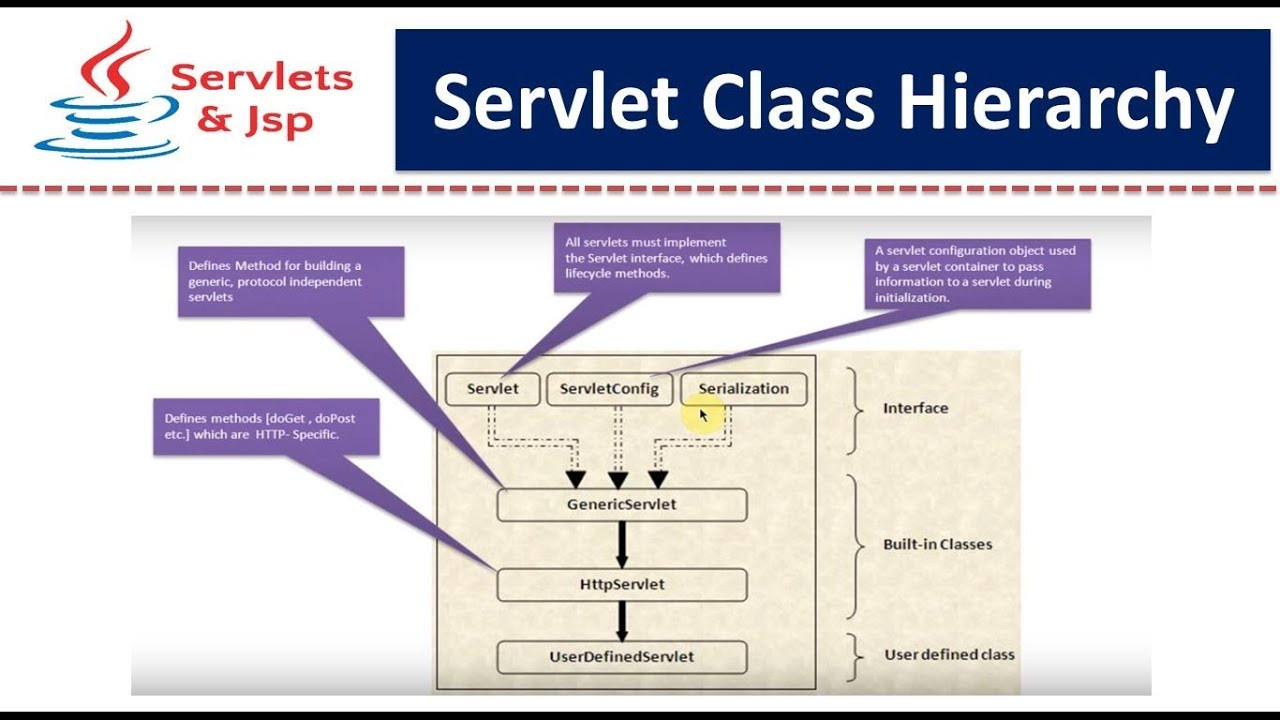 Servlets
& Jsp
Servlet Class Hierarchy
Defines Method for building a
generic, protocol independent
servlets
All servlets must implement
the Servlet interface, which defines
lifecycle methods.
A servlet configuration object used
by a servlet container to pass
information to a servlet during
initialization.
Defines methods [doGet , doPost
etc.] which are HTTP- Specific.
Servlet
ServletConfig
Serialization
Interface
GenericServlet
Built-in Classes
HttpServlet
UserDefinedServlet
User defined class